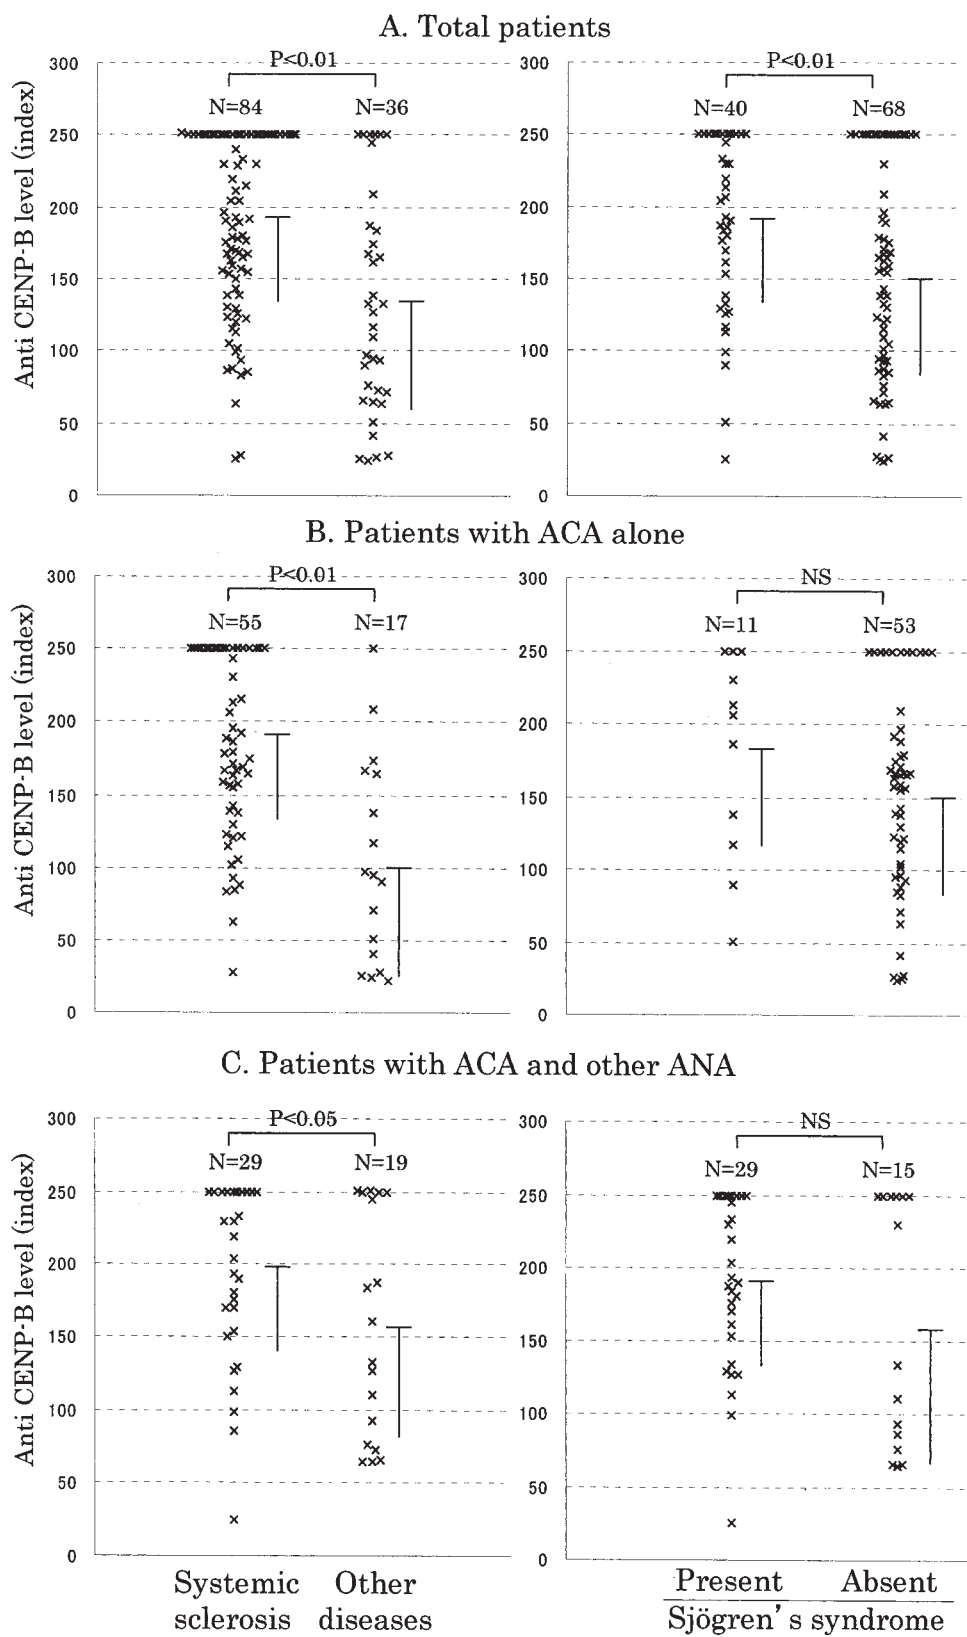 A. Total patients
P<0.01
N=84
N=36
Anti CENP-B level (index)
300
250
200
150
100
50
0
P<0.01
N=40
N=68
300
250
200
150
100
50
0
B. Patients with ACA alone
P<0.01
N=55
N=17
Anti CENP-B level (index)
300
250
200
150
100
50
0
NS
N=11
N=53
300
250
200
150
100
50
0
C. Patients with ACA and other ANA
P<0.05
N=29
N=19
Anti CENP-B level (index)
300
250
200
150
100
50
0
NS
N=29
N=15
300
250
200
150
100
50
0
Systemic sclerosis
Other diseases
Present
Absent
Sjögren's syndrome